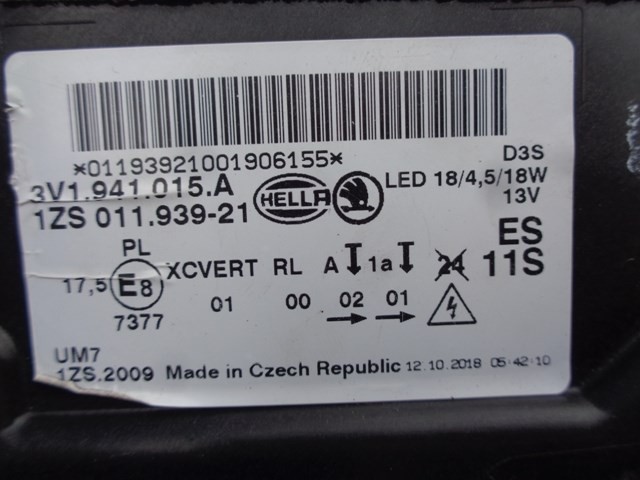 *01193921001906155*
D3S
3V1.941.015.A
HELLA
LED 18/4,5/18W
1ZS 011.939-21
13V
ES
PL
17,5 E8 XCVERT RL A 1a 24 11S
01 00 02 01
7377
UM7
1ZS.2009 Made in Czech Republic 12.10.2018 05:42:10